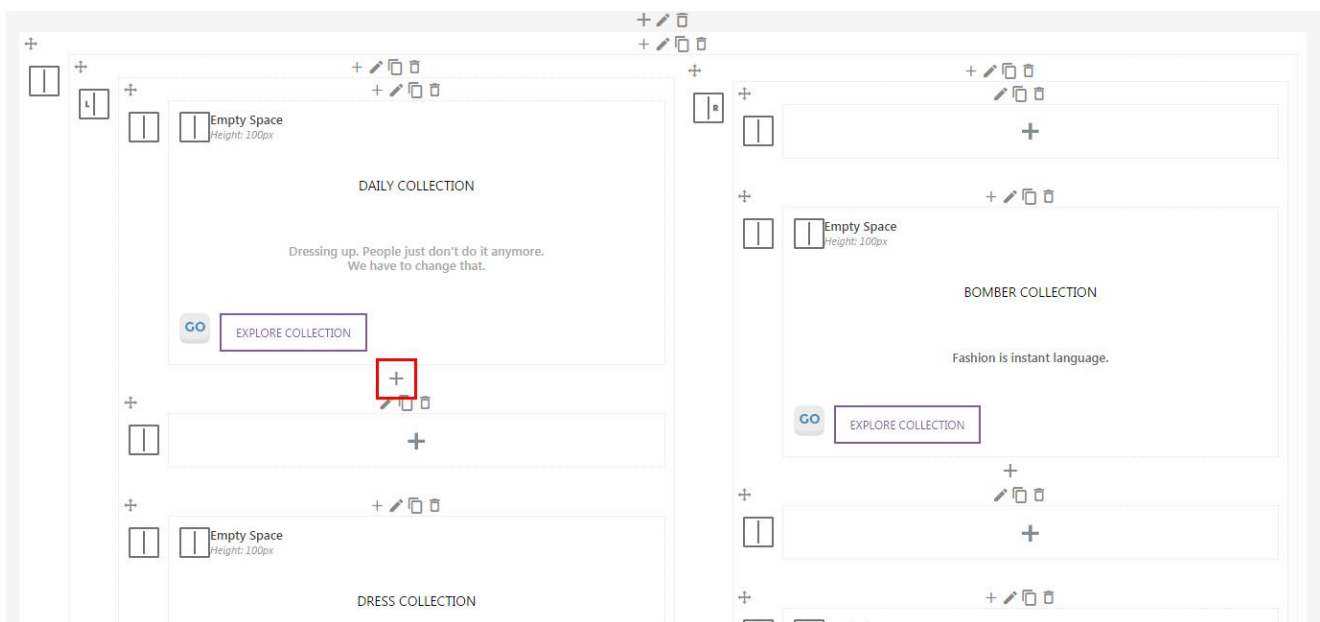 L
Empty Space
Height: 100px
DAILY COLLECTION
Dressing up. People just don't do it anymore.
We have to change that.
GO
EXPLORE COLLECTION
Empty Space
Height: 100px
DRESS COLLECTION
R
Empty Space
Height: 100px
BOMBER COLLECTION
Fashion is instant language.
GO
EXPLORE COLLECTION